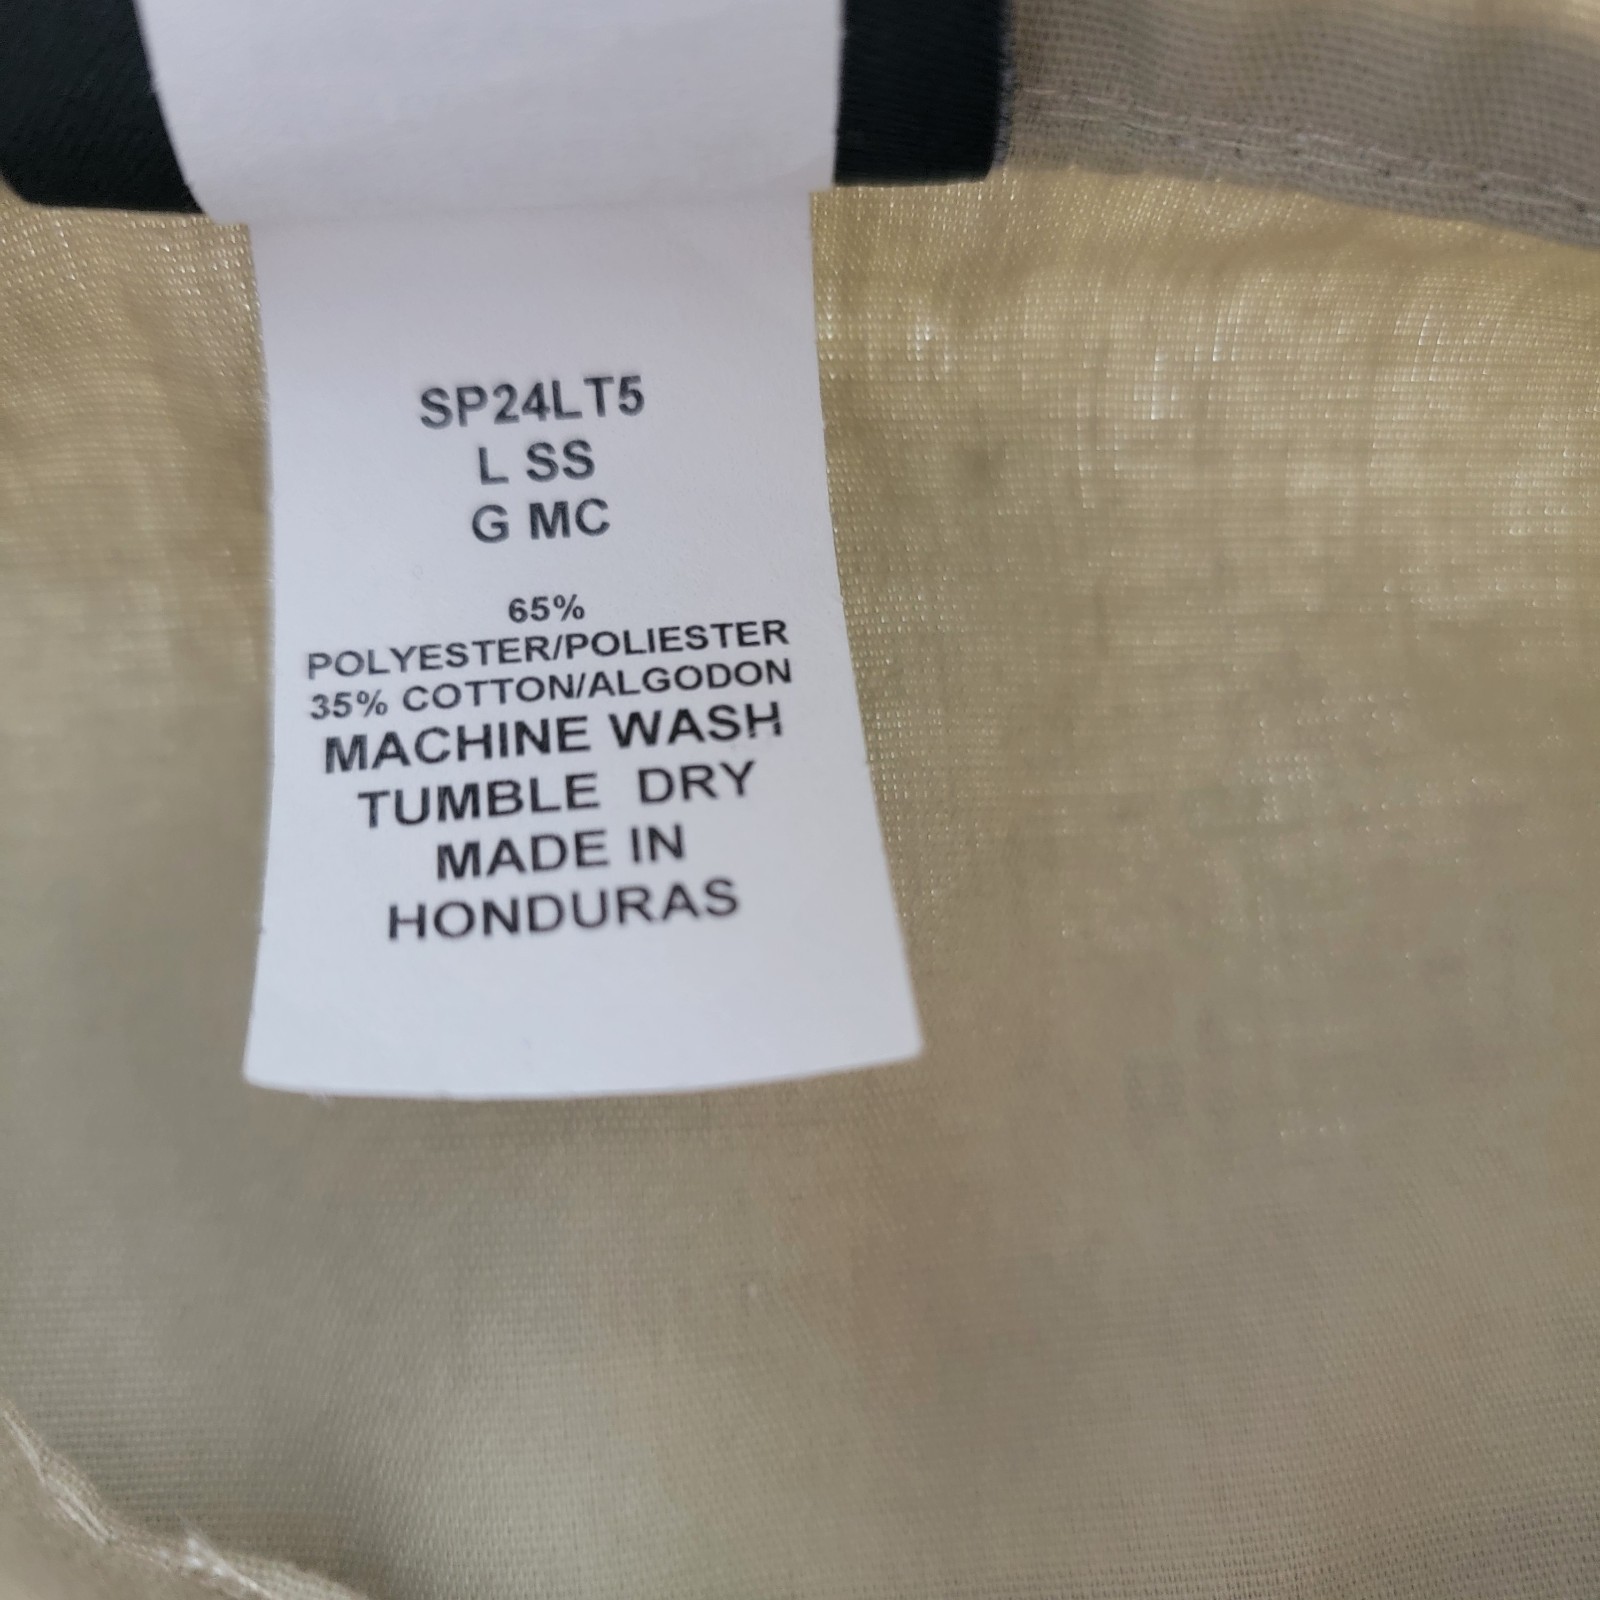 SP24LT5
L SS
G MC
65%
POLYESTER/POLIESTER
35% COTTON/ALGODON
MACHINE WASH
TUMBLE DRY
MADE IN
HONDURAS